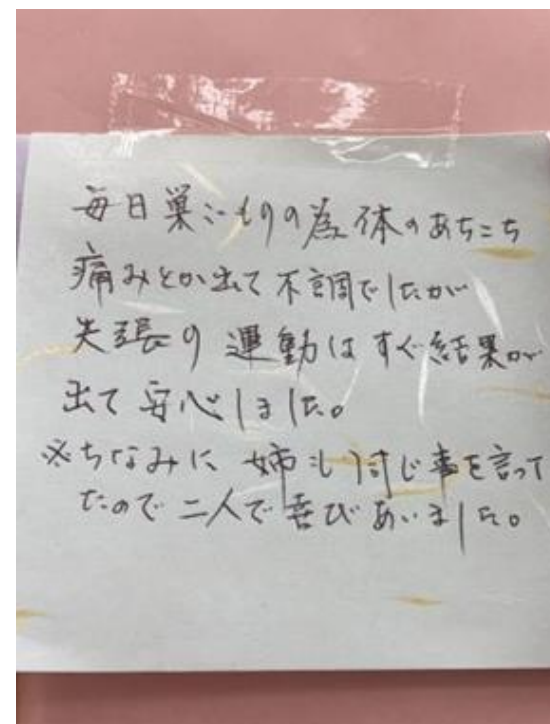 毎日巣ごもりの為体のあちこち
痛みとか出て不調でしたが
矢張り運動はすぐ結果が
出て安心しました。
※ちなみに姉も同じ事を言って
たので二人で喜びあいました。